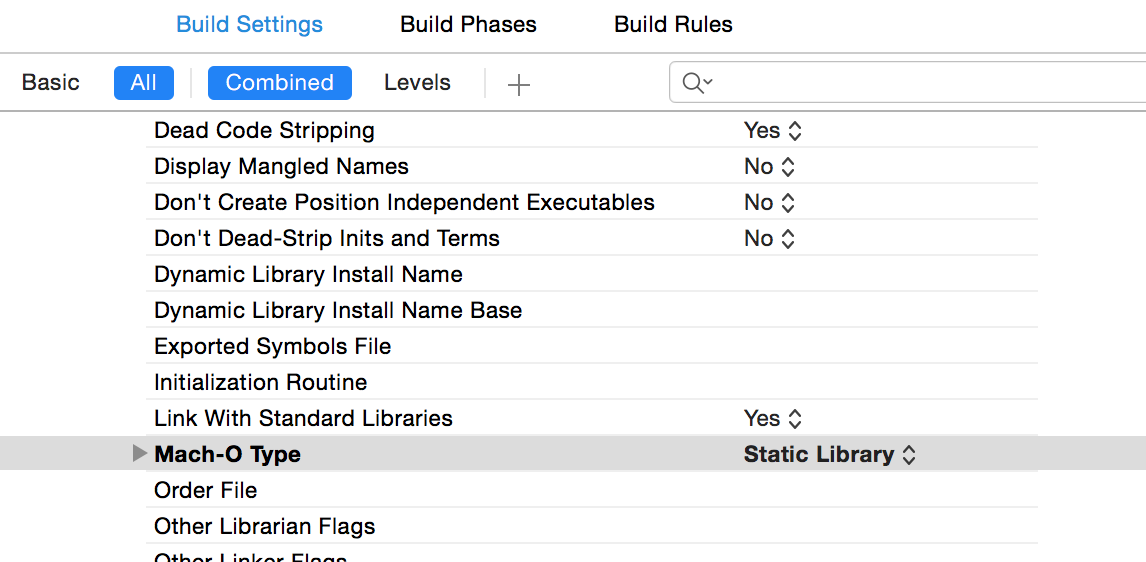 Build Settings Build Phases Build Rules
Basic All Combined Levels
Dead Code Stripping Yes
Display Mangled Names No
Don't Create Position Independent Executables No
Don't Dead-Strip Inits and Terms No
Dynamic Library Install Name
Dynamic Library Install Name Base
Exported Symbols File
Initialization Routine
Link With Standard Libraries Yes
Mach-O Type Static Library
Order File
Other Librarian Flags
Other Linker Flags